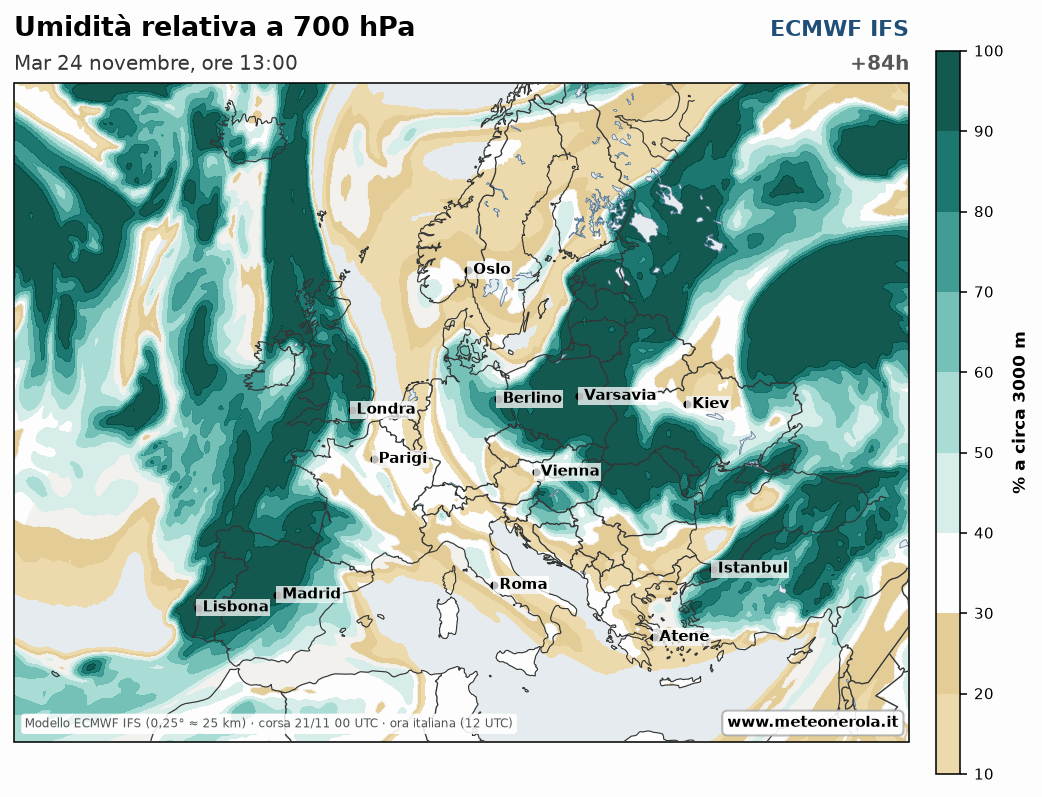 Umidità relativa a 700 hPa
ECMWF IFS
Mar 24 novembre, ore 13:00
+84h
100
90
80
70
60
50
40
30
20
10
% a circa 3000 m
Oslo
Berlino
Varsavia
Kiev
Londra
Parigi
Vienna
Istanbul
Roma
Madrid
Lisbona
Atene
Modello ECMWF IFS (0,25° ≈ 25 km) · corsa 21/11 00 UTC · ora italiana (12 UTC)
www.meteonerola.it